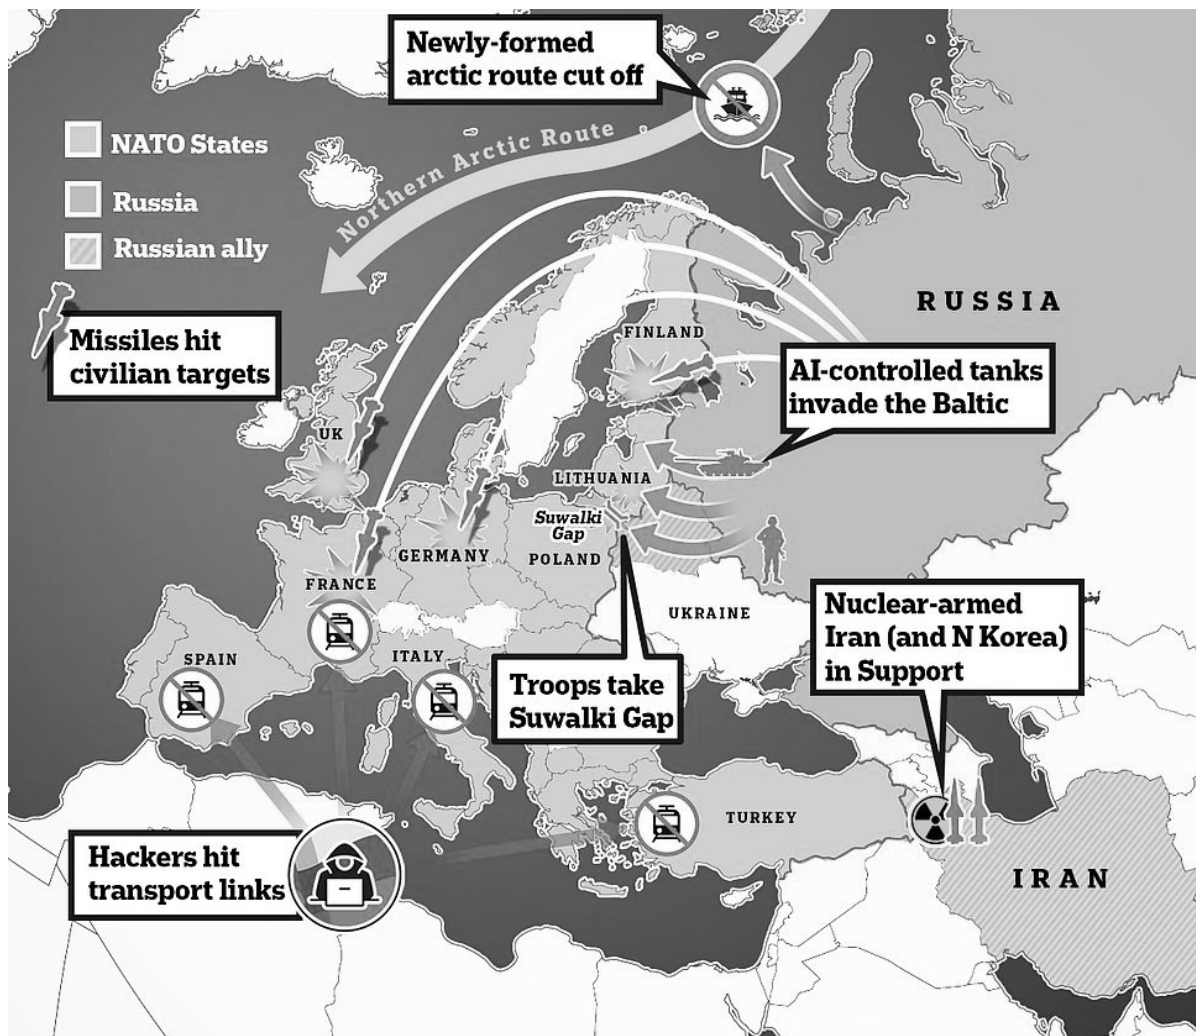 Newly-formed
arctic route cut off
NATO States
Russia
Russian ally
Northern Arctic Route
RUSSIA
Missiles hit
civilian targets
FINLAND
AI-controlled tanks
invade the Baltic
UK
LITHUANIA
Suwalki
Gap
GERMANY
POLAND
FRANCE
UKRAINE
Nuclear-armed
Iran (and N Korea)
in Support
SPAIN
ITALY
Troops take
Suwalki Gap
TURKEY
Hackers hit
transport links
IRAN